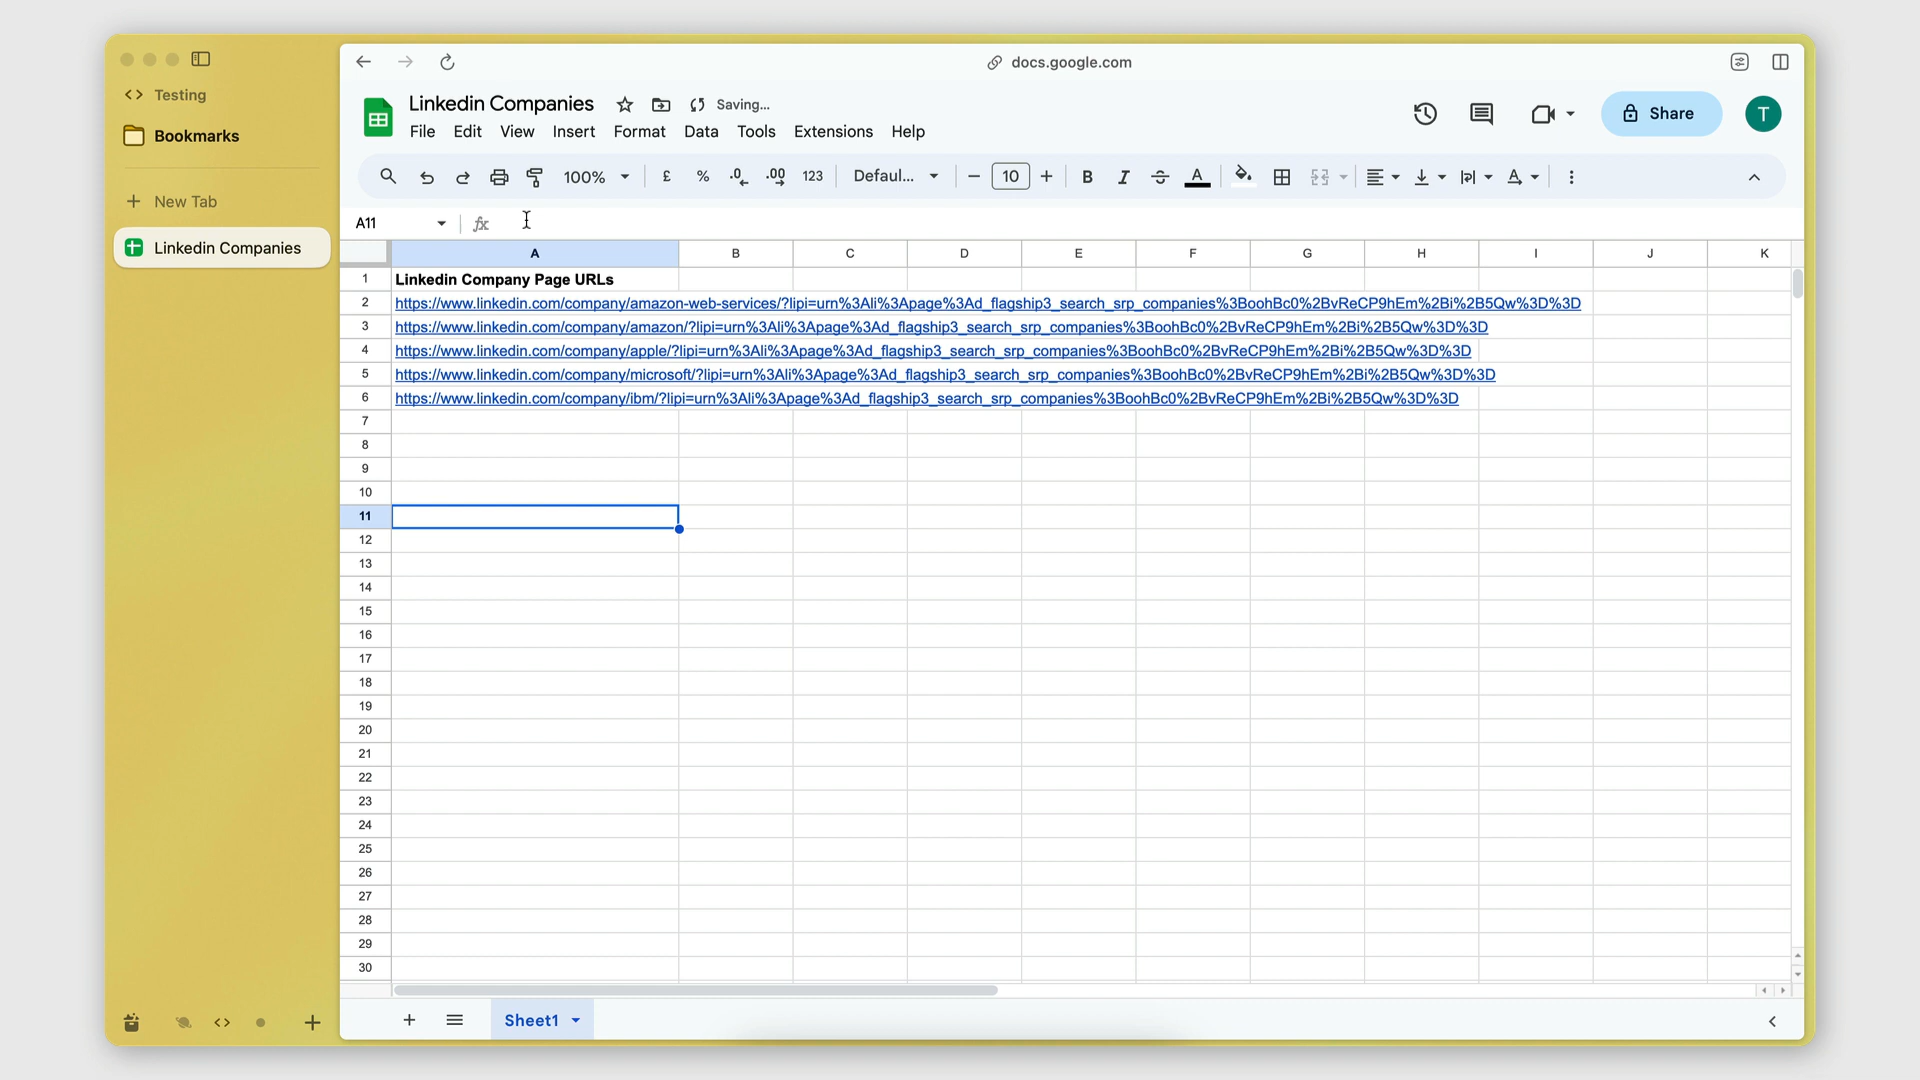 docs.google.com
Testing
Bookmarks
New Tab
Linkedin Companies
Linkedin Companies
Saving...
File Edit View Insert Format Data Tools Extensions Help
Share
T
100% £ % .0 .00 123 Defaul... 10 B I A
A11 fx
A B C D E F G H I J K
1 Linkedin Company Page URLs
2 https://www.linkedin.com/company/amazon-web-services/?lipi=urn%3Ali%3Apage%3Ad_flagship3_search_srp_companies%3BoohBc0%2BvReCP9hEm%2Bi%2B5Qw%3D%3D
3 https://www.linkedin.com/company/amazon/?lipi=urn%3Ali%3Apage%3Ad_flagship3_search_srp_companies%3BoohBc0%2BvReCP9hEm%2Bi%2B5Qw%3D%3D
4 https://www.linkedin.com/company/apple/?lipi=urn%3Ali%3Apage%3Ad_flagship3_search_srp_companies%3BoohBc0%2BvReCP9hEm%2Bi%2B5Qw%3D%3D
5 https://www.linkedin.com/company/microsoft/?lipi=urn%3Ali%3Apage%3Ad_flagship3_search_srp_companies%3BoohBc0%2BvReCP9hEm%2Bi%2B5Qw%3D%3D
6 https://www.linkedin.com/company/ibm/?lipi=urn%3Ali%3Apage%3Ad_flagship3_search_srp_companies%3BoohBc0%2BvReCP9hEm%2Bi%2B5Qw%3D%3D
7
8
9
10
11
12
13
14
15
16
17
18
19
20
21
22
23
24
25
26
27
28
29
30
Sheet1